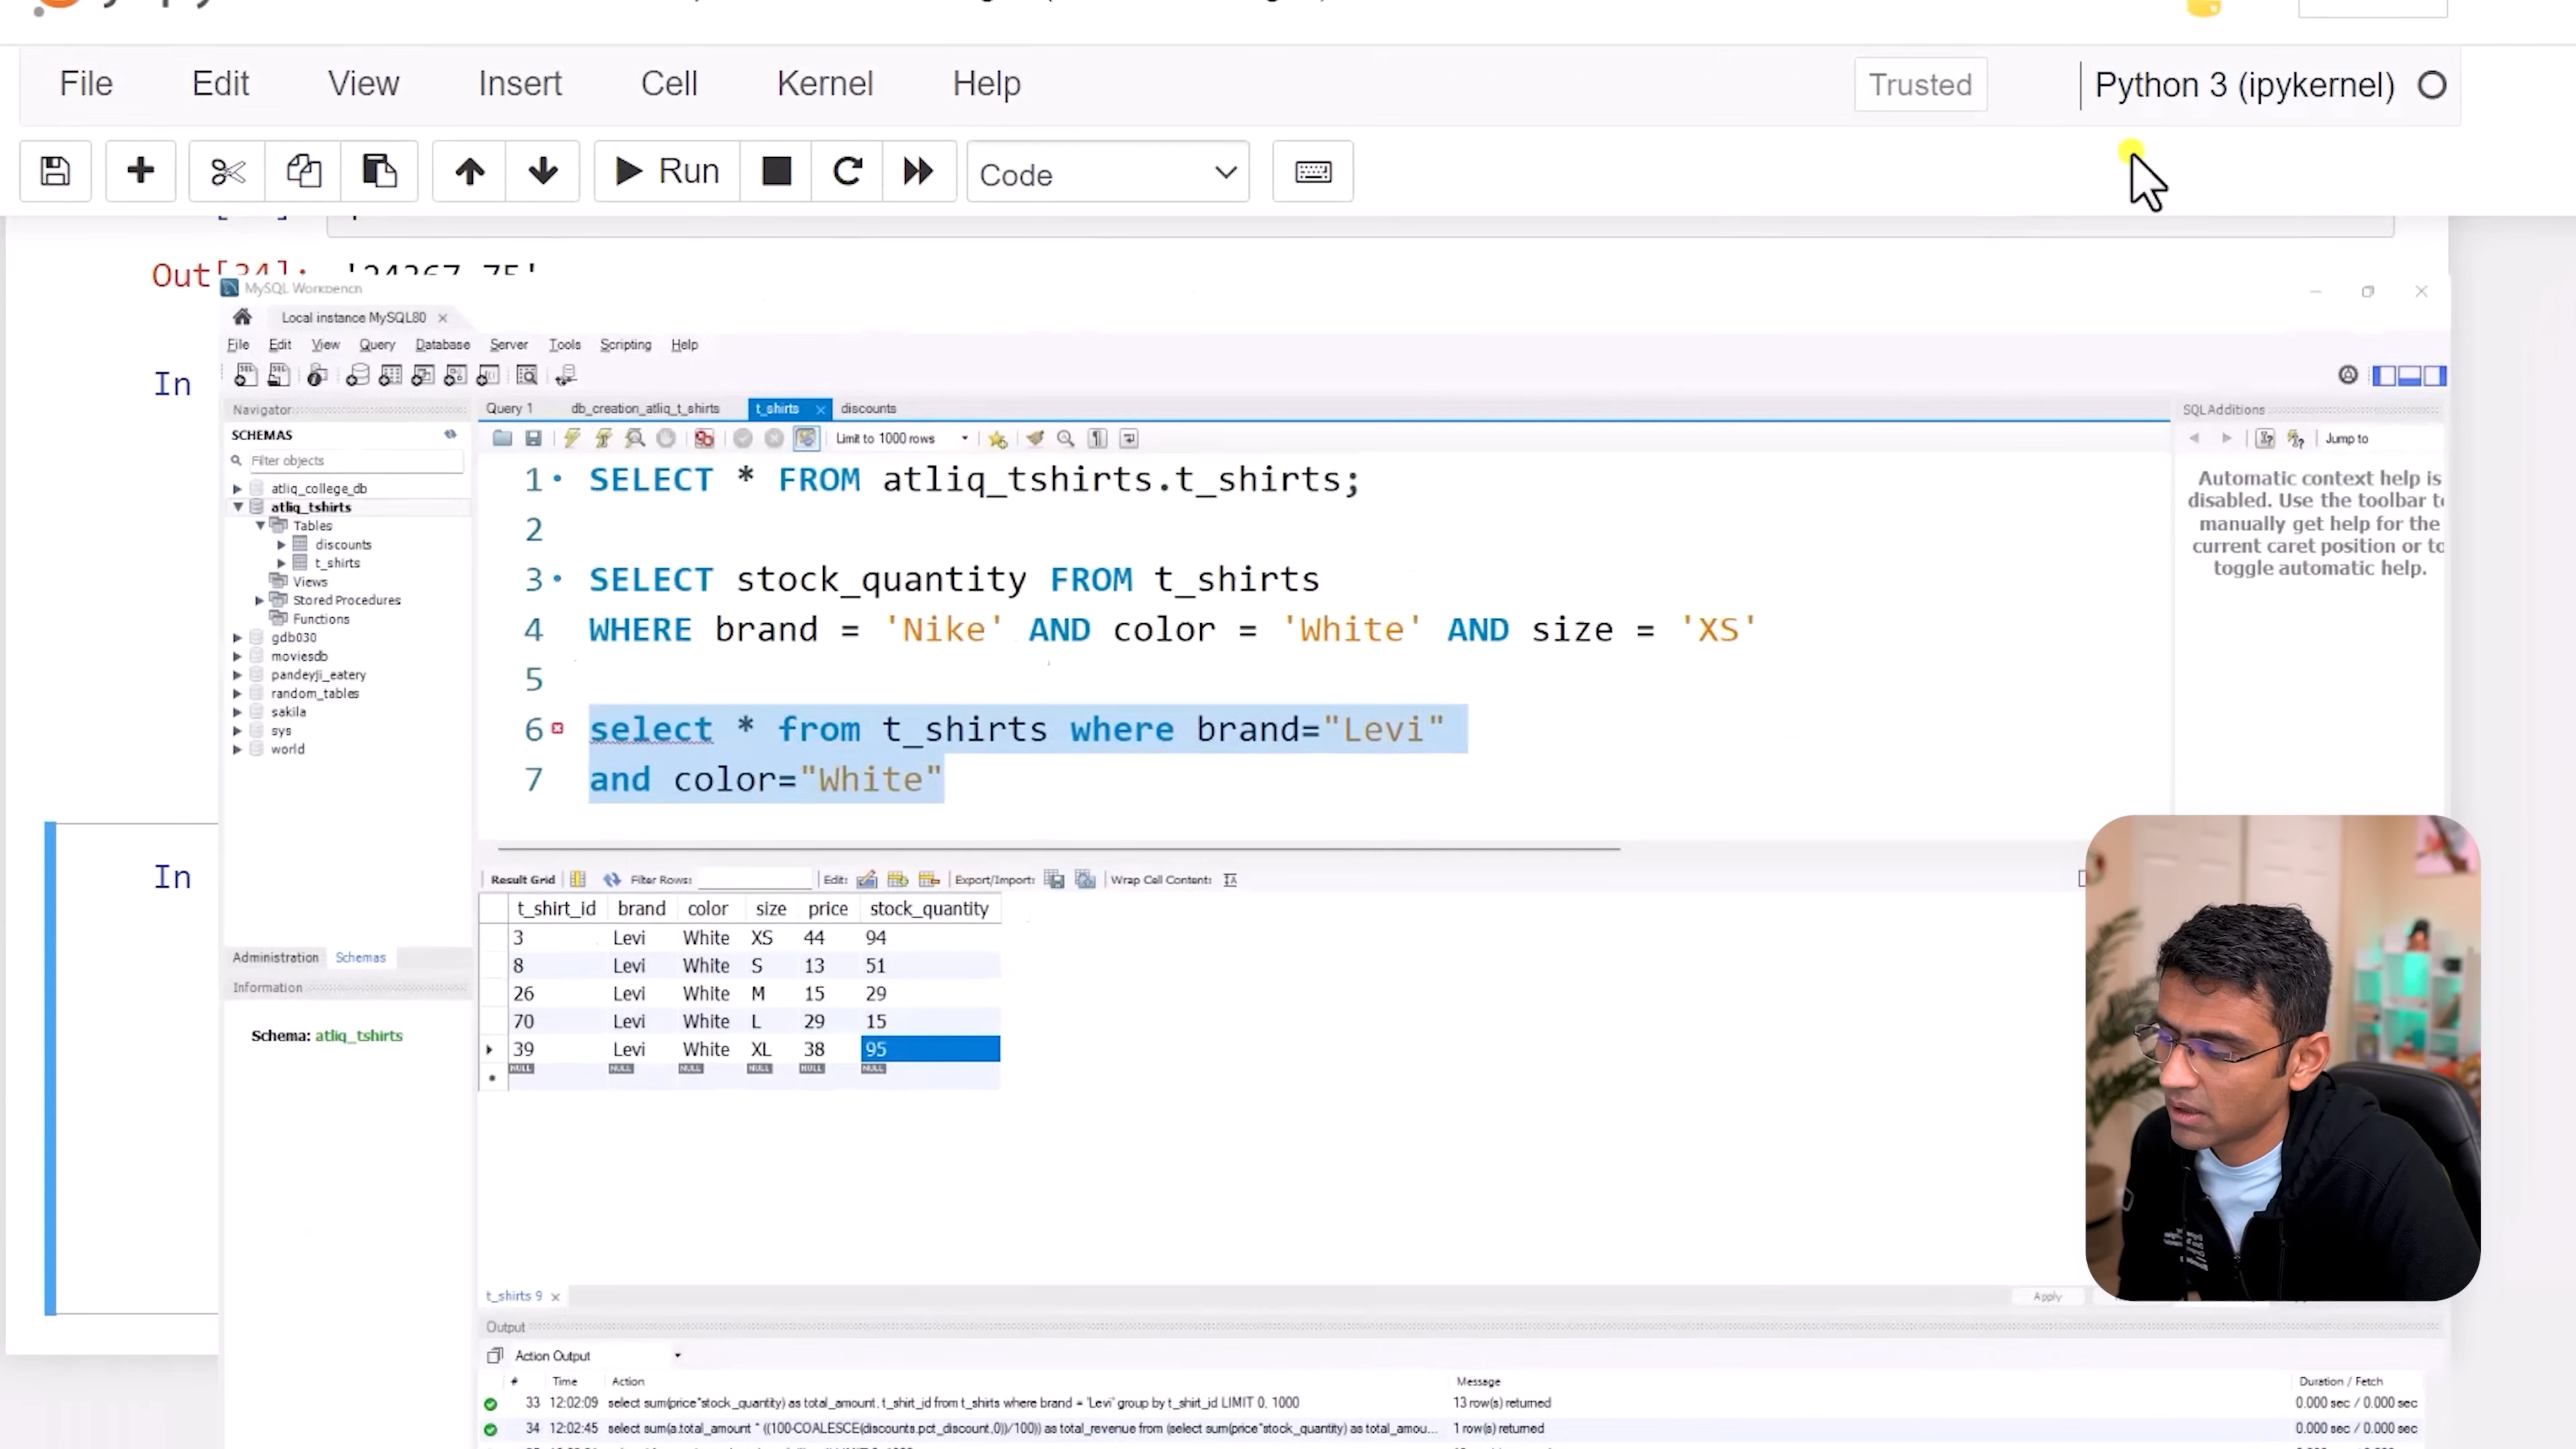 File Edit View Insert Cell Kernel Help Trusted Python 3 (ipykernel)
Run Code
Out[34]: '24267.75'
MySQL Workbench
Local instance MySQL80
File Edit View Query Database Server Tools Scripting Help
In
Navigator
SCHEMAS
Filter objects
atliq_college_db
atliq_tshirts
Tables
discounts
t_shirts
Views
Stored Procedures
Functions
gdb030
moviesdb
pandeyji_eatery
random_tables
sakila
sys
world
Administration Schemas
Information
Schema: atliq_tshirts
Query 1 db_creation_atliq_t_shirts t_shirts discounts
Limit to 1000 rows
1 SELECT * FROM atliq_tshirts.t_shirts;
2
3 SELECT stock_quantity FROM t_shirts
4 WHERE brand = 'Nike' AND color = 'White' AND size = 'XS'
5
6 select * from t_shirts where brand="Levi"
7 and color="White"
SQLAdditions
Jump to
Automatic context help is
disabled. Use the toolbar to
manually get help for the
current caret position or to
toggle automatic help.
In
Result Grid Filter Rows: Edit: Export/Import: Wrap Cell Content:
t_shirt_id brand color size price stock_quantity
3 Levi White XS 44 94
8 Levi White S 13 51
26 Levi White M 15 29
70 Levi White L 29 15
39 Levi White XL 38 95
NULL NULL NULL NULL NULL NULL
t_shirts 9 Apply
Output
Action Output
# Time Action Message Duration / Fetch
33 12:02:09 select sum(price*stock_quantity) as total_amount, t_shirt_id from t_shirts where brand = 'Levi' group by t_shirt_id LIMIT 0, 1000 13 row(s) returned 0.000 sec / 0.000 sec
34 12:02:45 select sum(a.total_amount * ((100-COALESCE(discounts.pct_discount,0))/100)) as total_revenue from (select sum(price*stock_quantity) as total_amou... 1 row(s) returned 0.000 sec / 0.000 sec